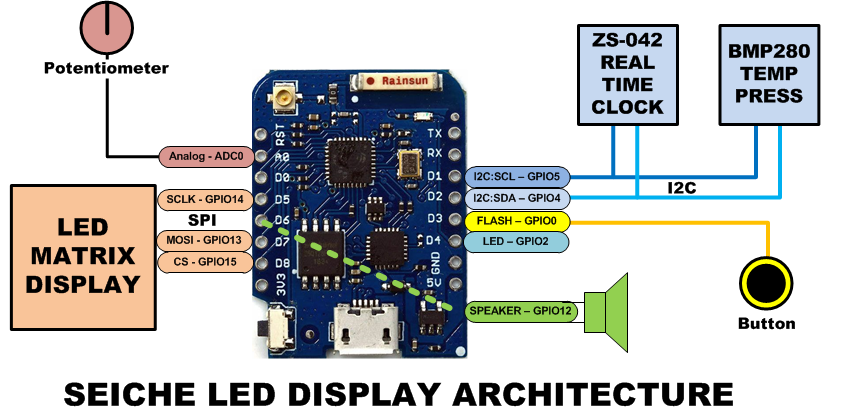 Potentiometer
Rainsun
ZS-042
REAL
TIME
CLOCK
BMP280
TEMP
PRESS
RST
TX
Analog - ADC0
A0
RX
D0
D1
I2C:SCL – GPIO5
I2C
SCLK - GPIO14
D5
D2
I2C:SDA – GPIO4
SPI
D6
D3
FLASH – GPIO0
LED
MATRIX
DISPLAY
MOSI - GPIO13
D7
D4
LED – GPIO2
CS - GPIO15
D8
GND
3V3
5V
SPEAKER – GPIO12
Button
SEICHE LED DISPLAY ARCHITECTURE